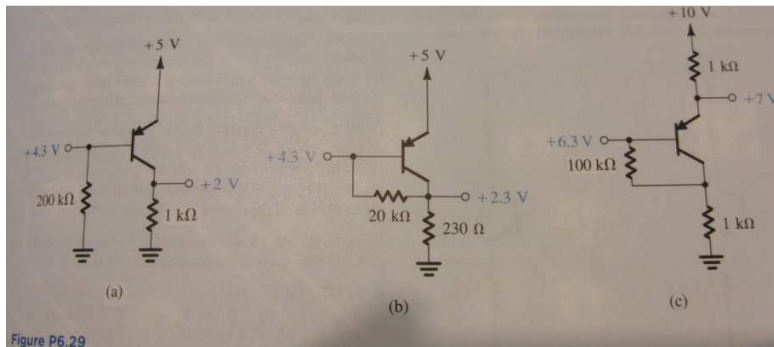 +5 V
+4.3 V
+2 V
200 kΩ
1 kΩ
(a)
+5 V
+4.3 V
+2.3 V
20 kΩ
230 Ω
(b)
+10 V
1 kΩ
+7 V
+6.3 V
100 kΩ
1 kΩ
(c)
Figure P6.29